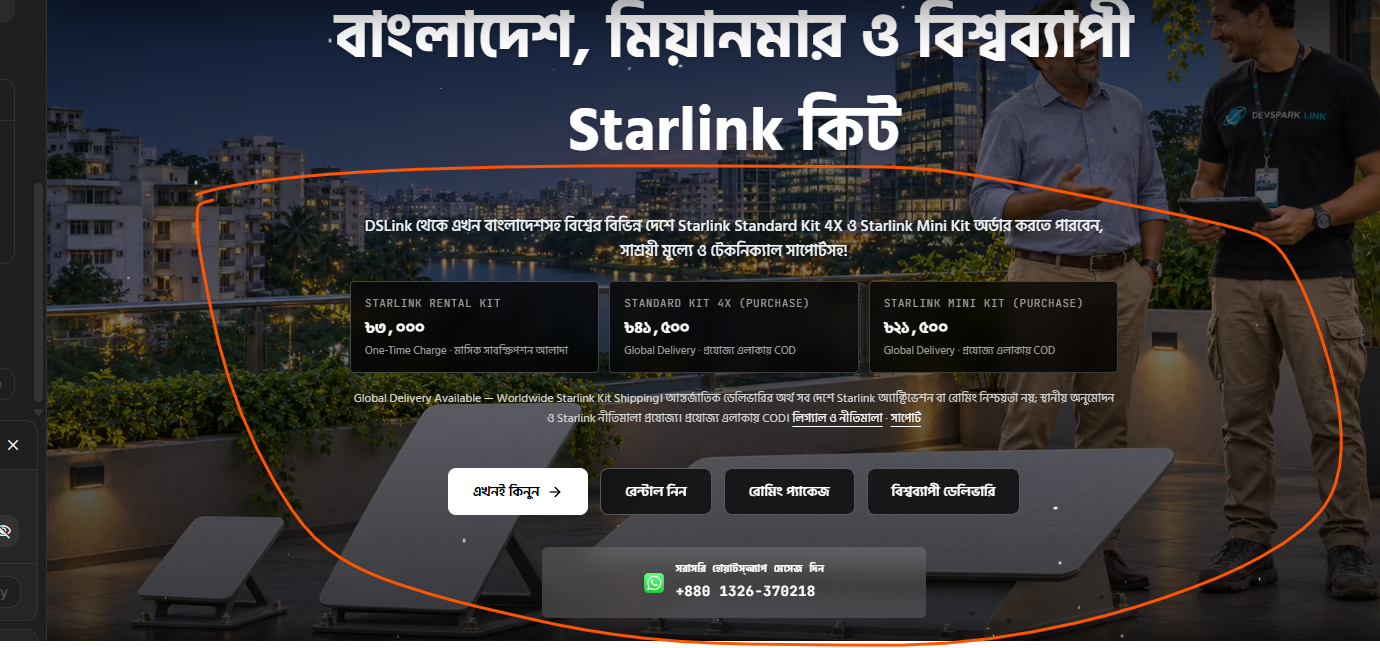 বাংলাদেশ, মিয়ানমার ও বিশ্বব্যাপী
Starlink কিট
DEVSPARK LINK
DSLink থেকে এখন বাংলাদেশসহ বিশ্বের বিভিন্ন দেশে Starlink Standard Kit 4X ও Starlink Mini Kit অর্ডার করতে পারবেন,
সাশ্রয়ী মূল্যে ও টেকনিক্যাল সাপোর্টসহ!
STARLINK RENTAL KIT
৳৩,০০০
One-Time Charge · মাসিক সাবস্ক্রিপশন আলাদা
STANDARD KIT 4X (PURCHASE)
৳৪১,৫০০
Global Delivery · প্রযোজ্য এলাকায় COD
STARLINK MINI KIT (PURCHASE)
৳২১,৫০০
Global Delivery · প্রযোজ্য এলাকায় COD
Global Delivery Available — Worldwide Starlink Kit Shipping। আন্তর্জাতিক ডেলিভারির অর্থ সব দেশে Starlink অ্যাক্টিভেশন বা রোমিং নিশ্চয়তা নয়; স্থানীয় অনুমোদন
ও Starlink নীতিমালা প্রযোজ্য। প্রযোজ্য এলাকায় COD। লিগ্যাল ও নীতিমালা · সাপোর্ট
এখনই কিনুন →
রেন্টাল নিন
রোমিং প্যাকেজ
বিশ্বব্যাপী ডেলিভারি
সরাসরি হোয়াটসঅ্যাপ মেসেজ দিন
+880 1326-370218